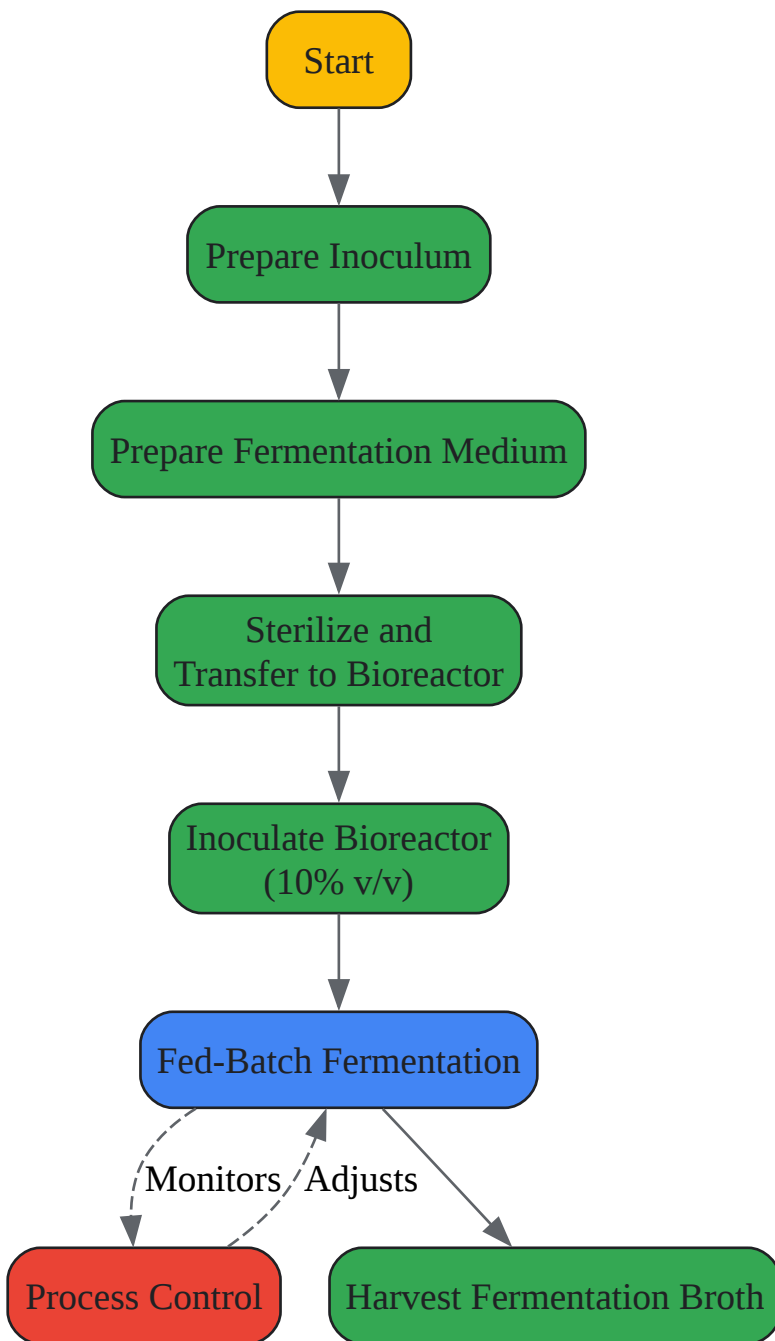 Start
Prepare Inoculum
Prepare Fermentation Medium
Sterilize and
Transfer to Bioreactor
Inoculate Bioreactor
(10% v/v)
Fed-Batch Fermentation
Monitors
Adjusts
Process Control
Harvest Fermentation Broth